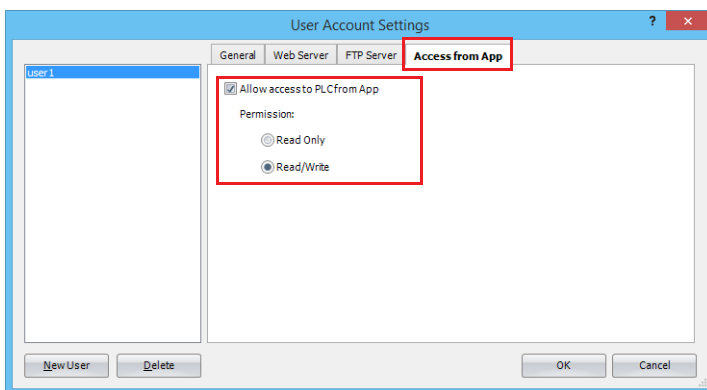 User Account Settings
? ×
General Web Server FTP Server Access from App
user1
Allow access to PLC from App
Permission:
Read Only
Read/Write
New User Delete OK Cancel